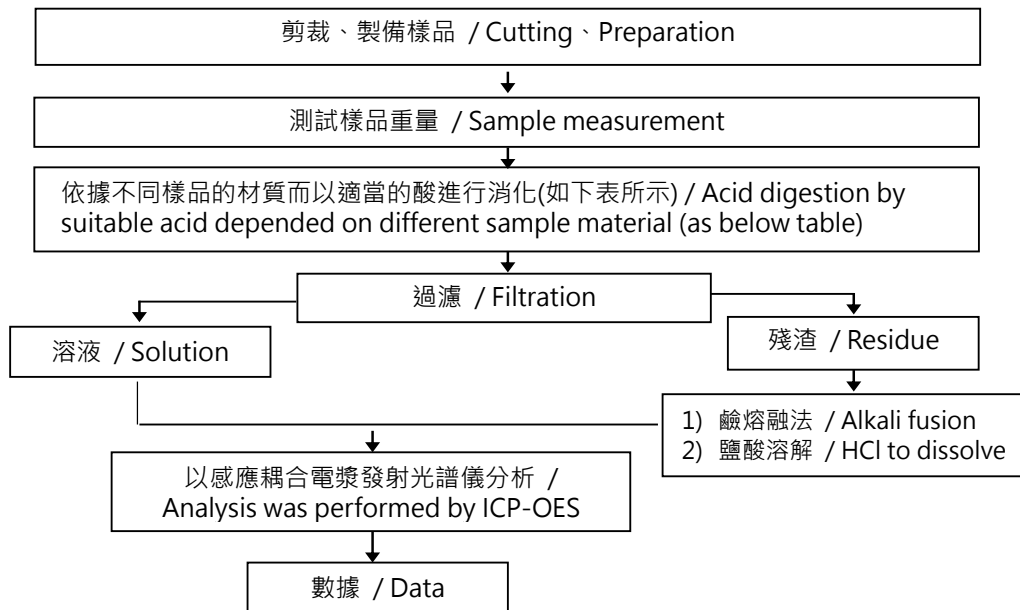 剪裁、製備樣品 / Cutting、Preparation
測試樣品重量 / Sample measurement
依據不同樣品的材質而以適當的酸進行消化(如下表所示) / Acid digestion by
suitable acid depended on different sample material (as below table)
過濾 / Filtration
溶液 / Solution
殘渣 / Residue
1) 鹼熔融法 / Alkali fusion
2) 鹽酸溶解 / HCl to dissolve
以感應耦合電漿發射光譜儀分析 /
Analysis was performed by ICP-OES
數據 / Data